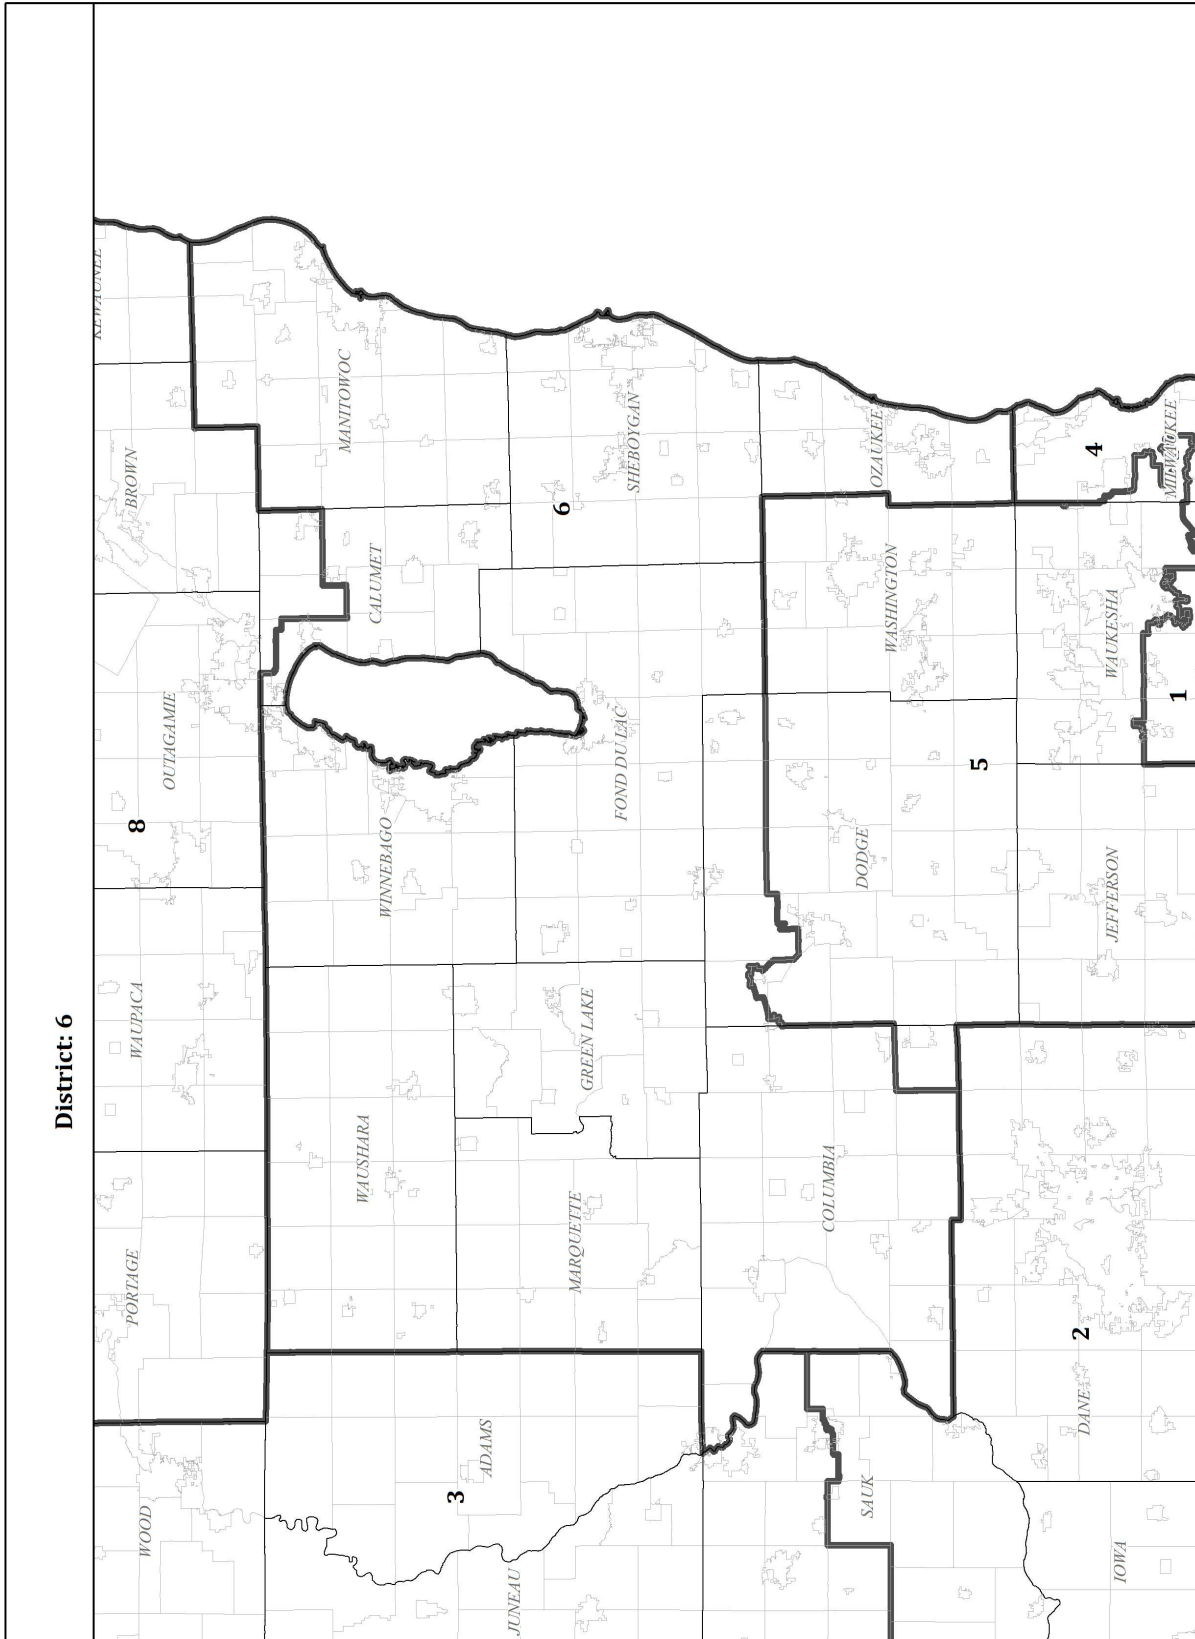 District: 6
KEWAUNEE
BROWN
OUTAGAMIE
8
WAUPACA
PORTAGE
WOOD
MANITOWOC
CALUMET
WINNEBAGO
WAUSHARA
ADAMS
3
JUNEAU
SHEBOYGAN
6
FOND DU LAC
GREEN LAKE
MARQUETTE
OZAUKEE
WASHINGTON
DODGE
5
COLUMBIA
SAUK
4
MILWAUKEE
WAUKESHA
1
JEFFERSON
2
DANE
IOWA